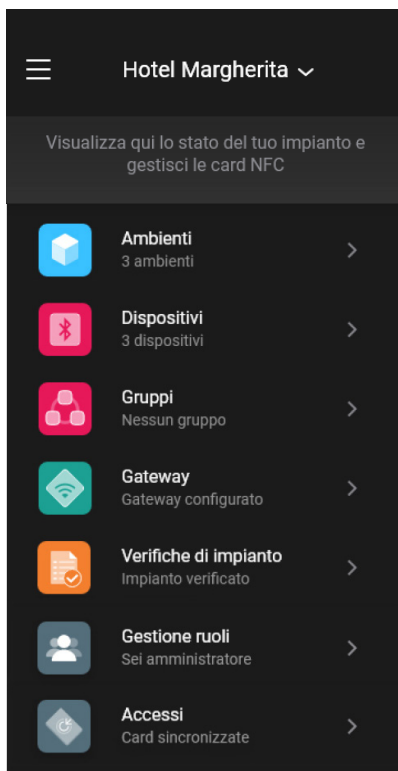 Hotel Margherita
Visualizza qui lo stato del tuo impianto e
gestisci le card NFC
Ambienti
3 ambienti
Dispositivi
3 dispositivi
Gruppi
Nessun gruppo
Gateway
Gateway configurato
Verifiche di impianto
Impianto verificato
Gestione ruoli
Sei amministratore
Accessi
Card sincronizzate